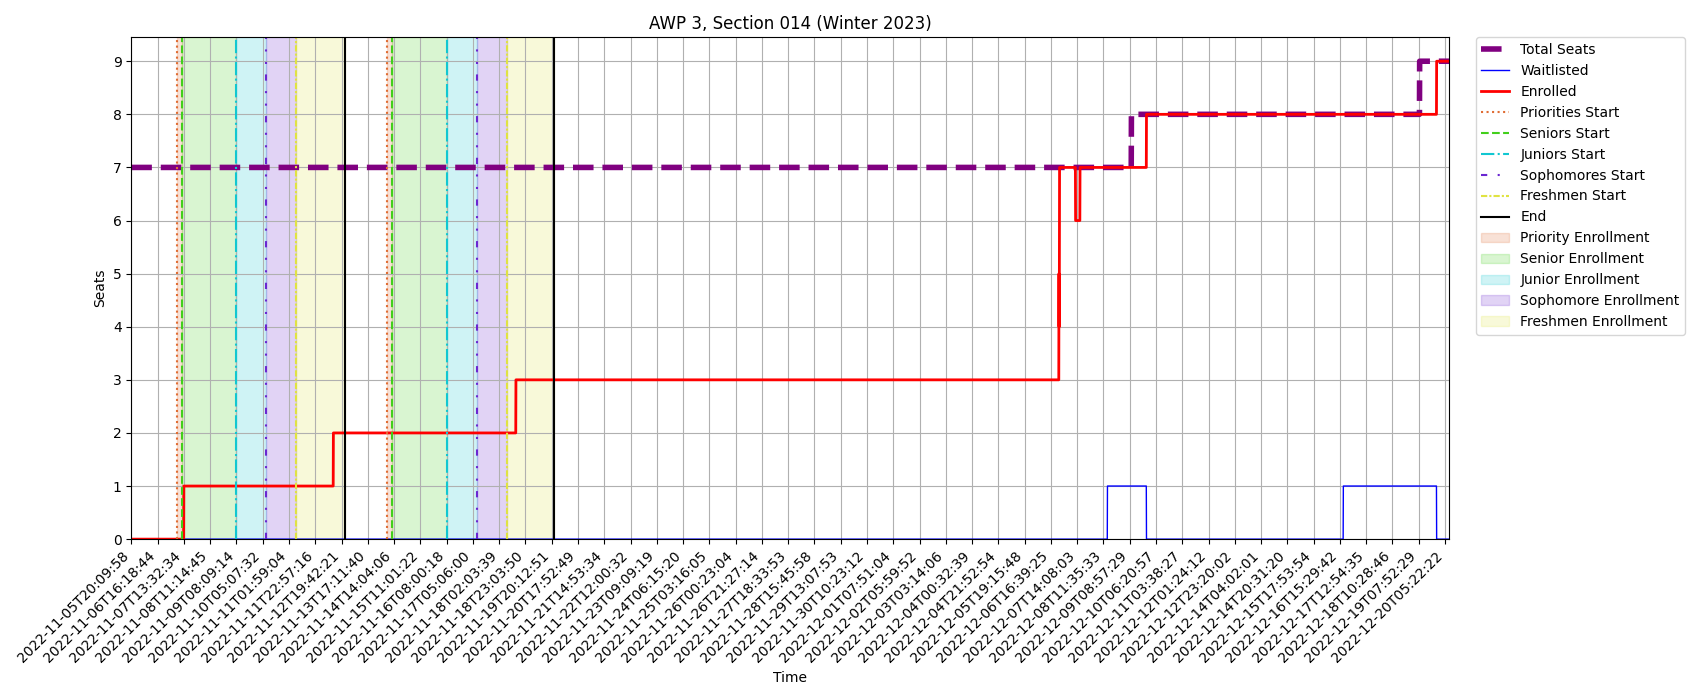 AWP 3, Section 014 (Winter 2023)
Seats
9
8
7
6
5
4
3
2
1
0
2022-11-05T20:09:58
2022-11-06T16:18:44
2022-11-07T13:32:34
2022-11-08T11:14:45
2022-11-09T08:09:14
2022-11-10T05:07:32
2022-11-11T01:59:04
2022-11-11T22:57:16
2022-11-12T19:42:21
2022-11-13T17:11:40
2022-11-14T14:04:06
2022-11-15T11:01:22
2022-11-16T08:00:18
2022-11-17T05:06:00
2022-11-18T02:03:39
2022-11-18T23:03:50
2022-11-19T20:12:51
2022-11-20T17:52:49
2022-11-21T14:53:34
2022-11-22T12:00:32
2022-11-23T09:09:19
2022-11-24T06:15:20
2022-11-25T03:16:05
2022-11-26T00:23:04
2022-11-26T21:27:14
2022-11-27T18:33:53
2022-11-28T15:45:58
2022-11-29T13:07:53
2022-11-30T10:23:12
2022-12-01T07:51:04
2022-12-02T05:59:52
2022-12-03T03:14:06
2022-12-04T00:32:39
2022-12-04T21:52:54
2022-12-05T19:15:48
2022-12-06T16:39:25
2022-12-07T14:08:03
2022-12-08T11:35:33
2022-12-09T08:57:29
2022-12-10T06:20:57
2022-12-11T03:38:27
2022-12-12T01:24:12
2022-12-12T23:20:02
2022-12-14T04:02:01
2022-12-14T20:31:20
2022-12-15T17:53:54
2022-12-16T15:29:42
2022-12-17T12:54:35
2022-12-18T10:28:46
2022-12-19T07:52:29
2022-12-20T05:22:22
Time
Total Seats
Waitlisted
Enrolled
Priorities Start
Seniors Start
Juniors Start
Sophomores Start
Freshmen Start
End
Priority Enrollment
Senior Enrollment
Junior Enrollment
Sophomore Enrollment
Freshmen Enrollment